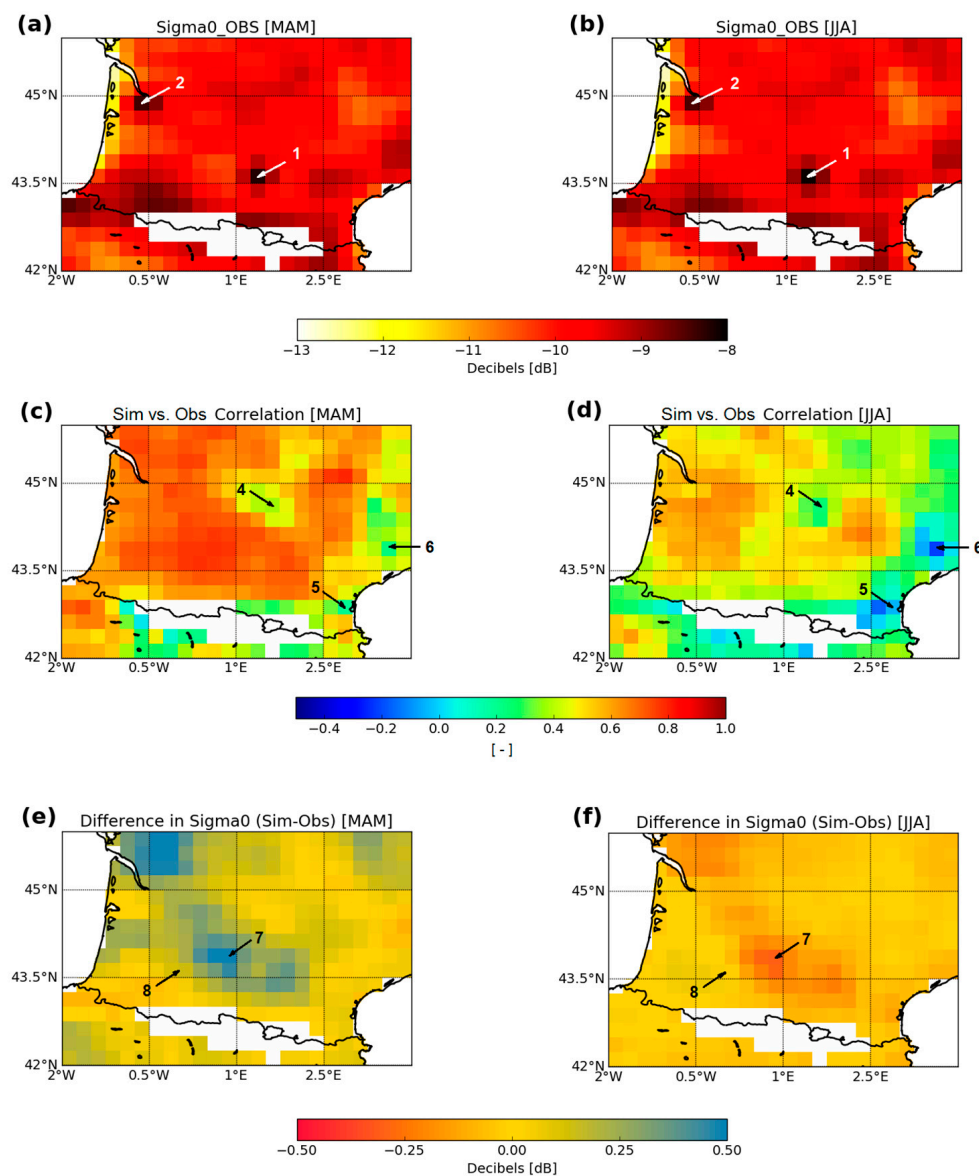 (a) Sigma0_OBS [MAM]
(b) Sigma0_OBS [JJA]
2
1
45°N
43.5°N
42°N
2°W 0.5°W 1°E 2.5°E
2
1
45°N
43.5°N
42°N
2°W 0.5°W 1°E 2.5°E
−13 −12 −11 −10 −9 −8
Decibels [dB]
(c) Sim vs. Obs Correlation [MAM]
(d) Sim vs. Obs Correlation [JJA]
4
6
5
45°N
43.5°N
42°N
2°W 0.5°W 1°E 2.5°E
4
6
5
45°N
43.5°N
42°N
2°W 0.5°W 1°E 2.5°E
−0.4 −0.2 0.0 0.2 0.4 0.6 0.8 1.0
[ - ]
(e) Difference in Sigma0 (Sim-Obs) [MAM]
(f) Difference in Sigma0 (Sim-Obs) [JJA]
7
8
45°N
43.5°N
42°N
2°W 0.5°W 1°E 2.5°E
7
8
45°N
43.5°N
42°N
2°W 0.5°W 1°E 2.5°E
−0.50 −0.25 0.00 0.25 0.50
Decibels [dB]